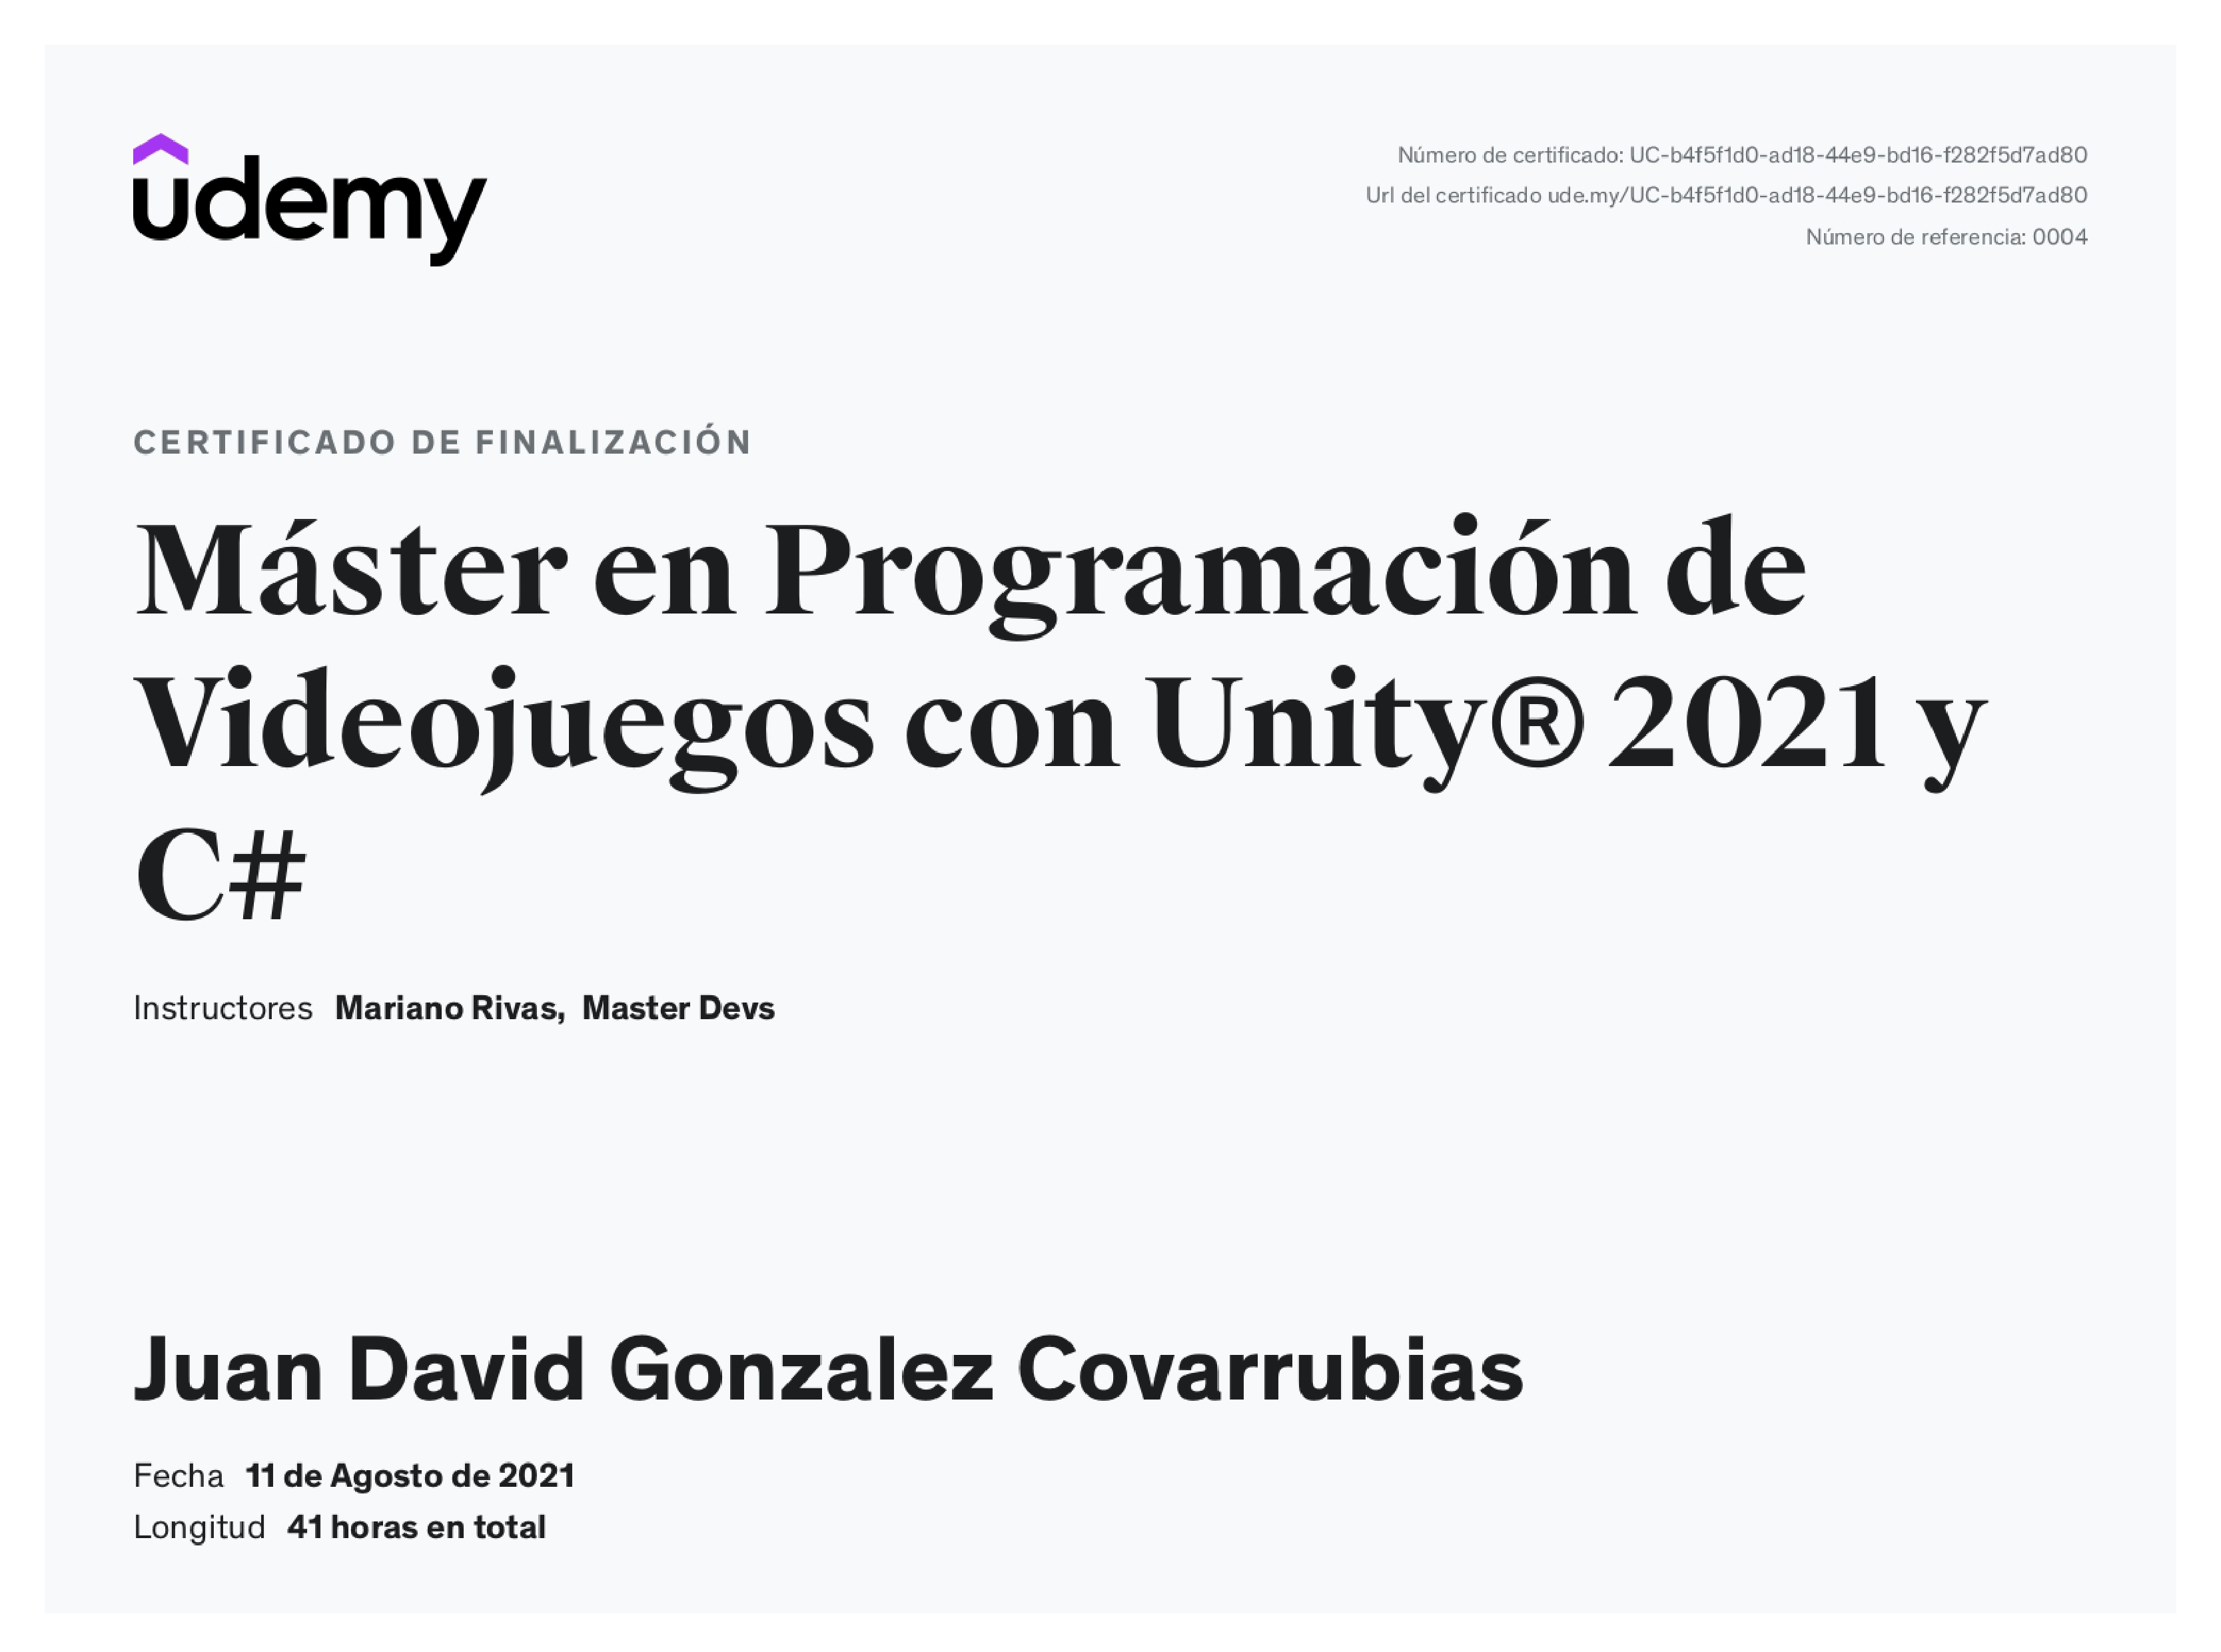 udemy
Número de certificado: UC-b4f5f1d0-ad18-44e9-bd16-f282f5d7ad80
Url del certificado ude.my/UC-b4f5f1d0-ad18-44e9-bd16-f282f5d7ad80
Número de referencia: 0004
CERTIFICADO DE FINALIZACIÓN
Máster en Programación de
Videojuegos con Unity® 2021 y
C#
Instructores Mariano Rivas, Master Devs
Juan David Gonzalez Covarrubias
Fecha 11 de Agosto de 2021
Longitud 41 horas en total